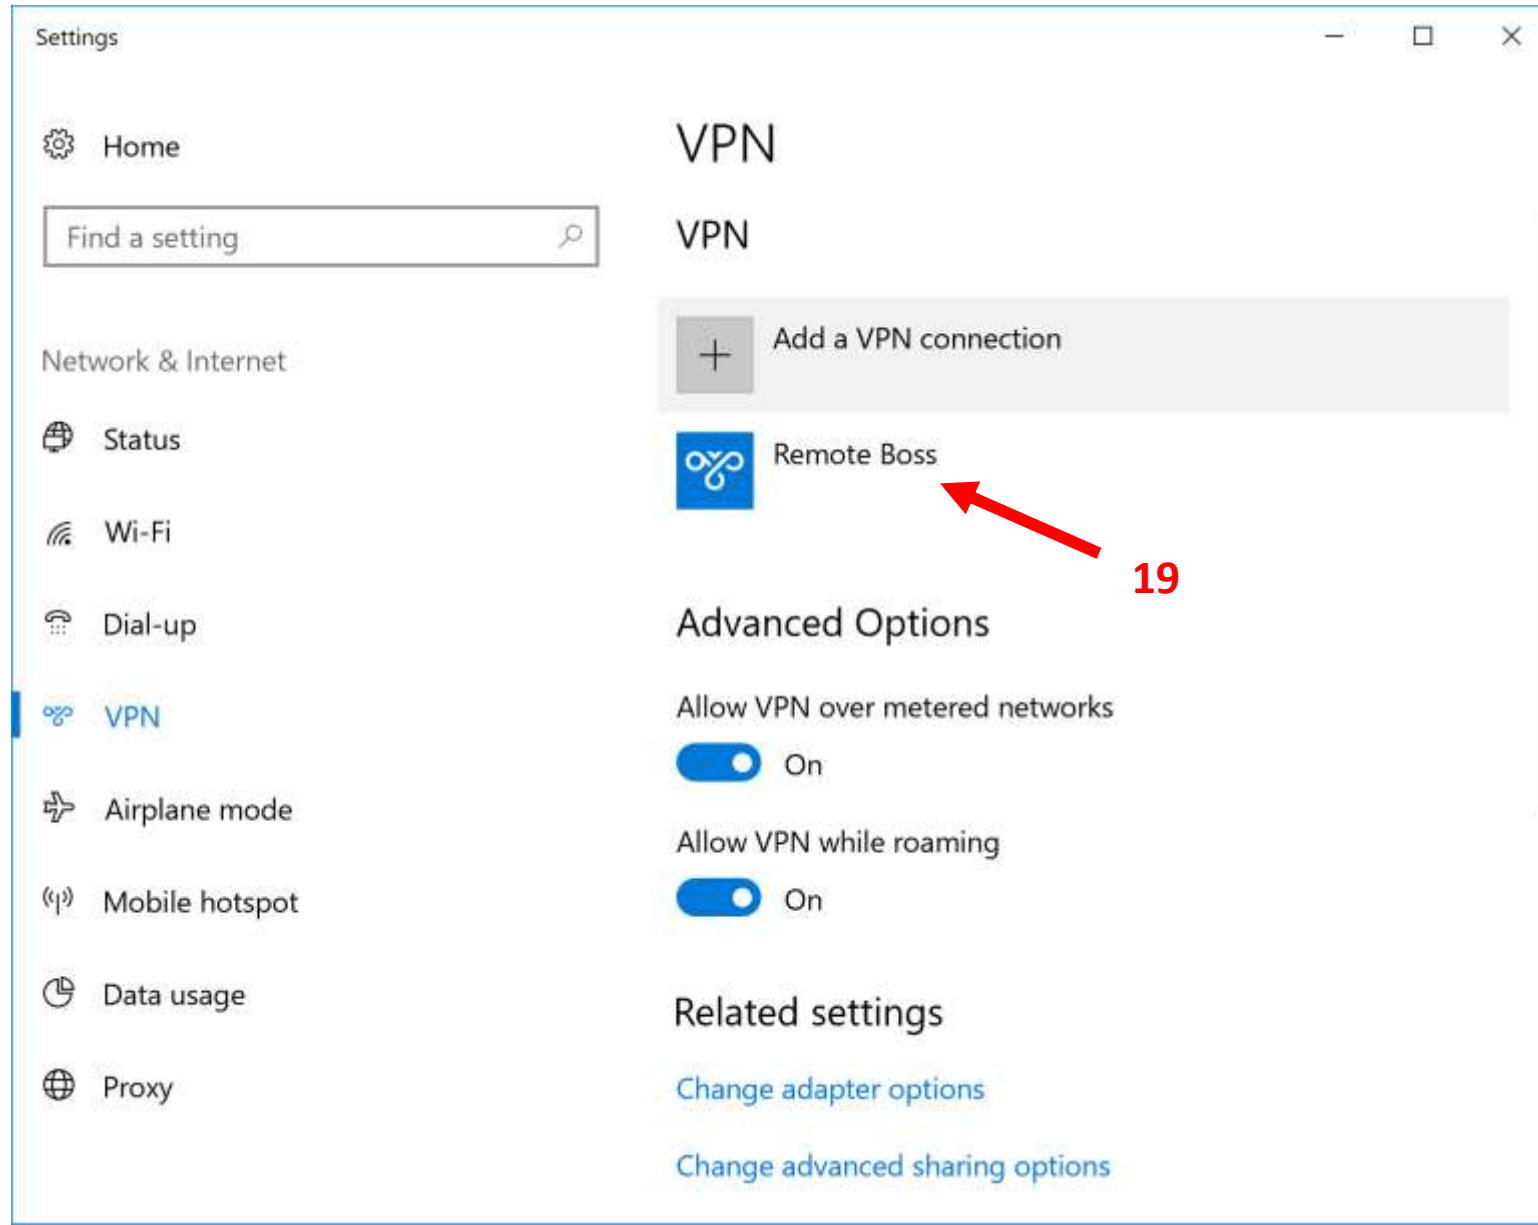 Settings
Home
Find a setting
Network & Internet
Status
Wi-Fi
Dial-up
VPN
Airplane mode
Mobile hotspot
Data usage
Proxy
VPN
VPN
Add a VPN connection
Remote Boss
19
Advanced Options
Allow VPN over metered networks
On
Allow VPN while roaming
On
Related settings
Change adapter options
Change advanced sharing options